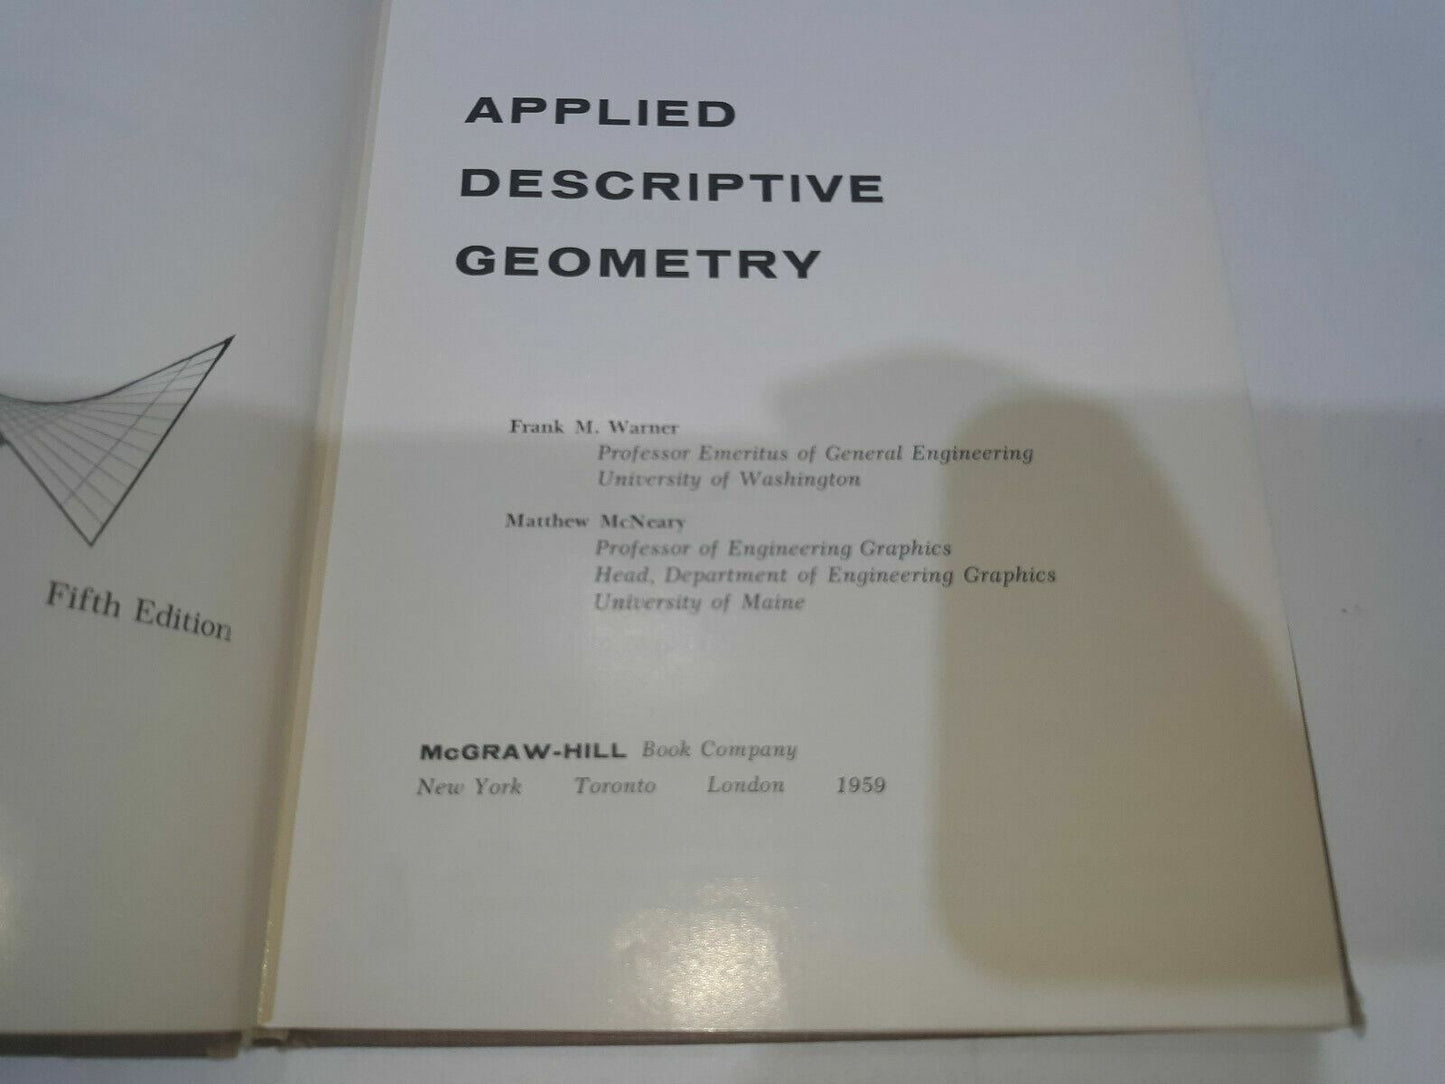 Fifth Edition
APPLIED
DESCRIPTIVE
GEOMETRY
Frank M. Warner
Professor Emeritus of General Engineering
University of Washington
Matthew McNeary
Professor of Engineering Graphics
Head, Department of Engineering Graphics
University of Maine
McGRAW-HILL Book Company
New York Toronto London 1959